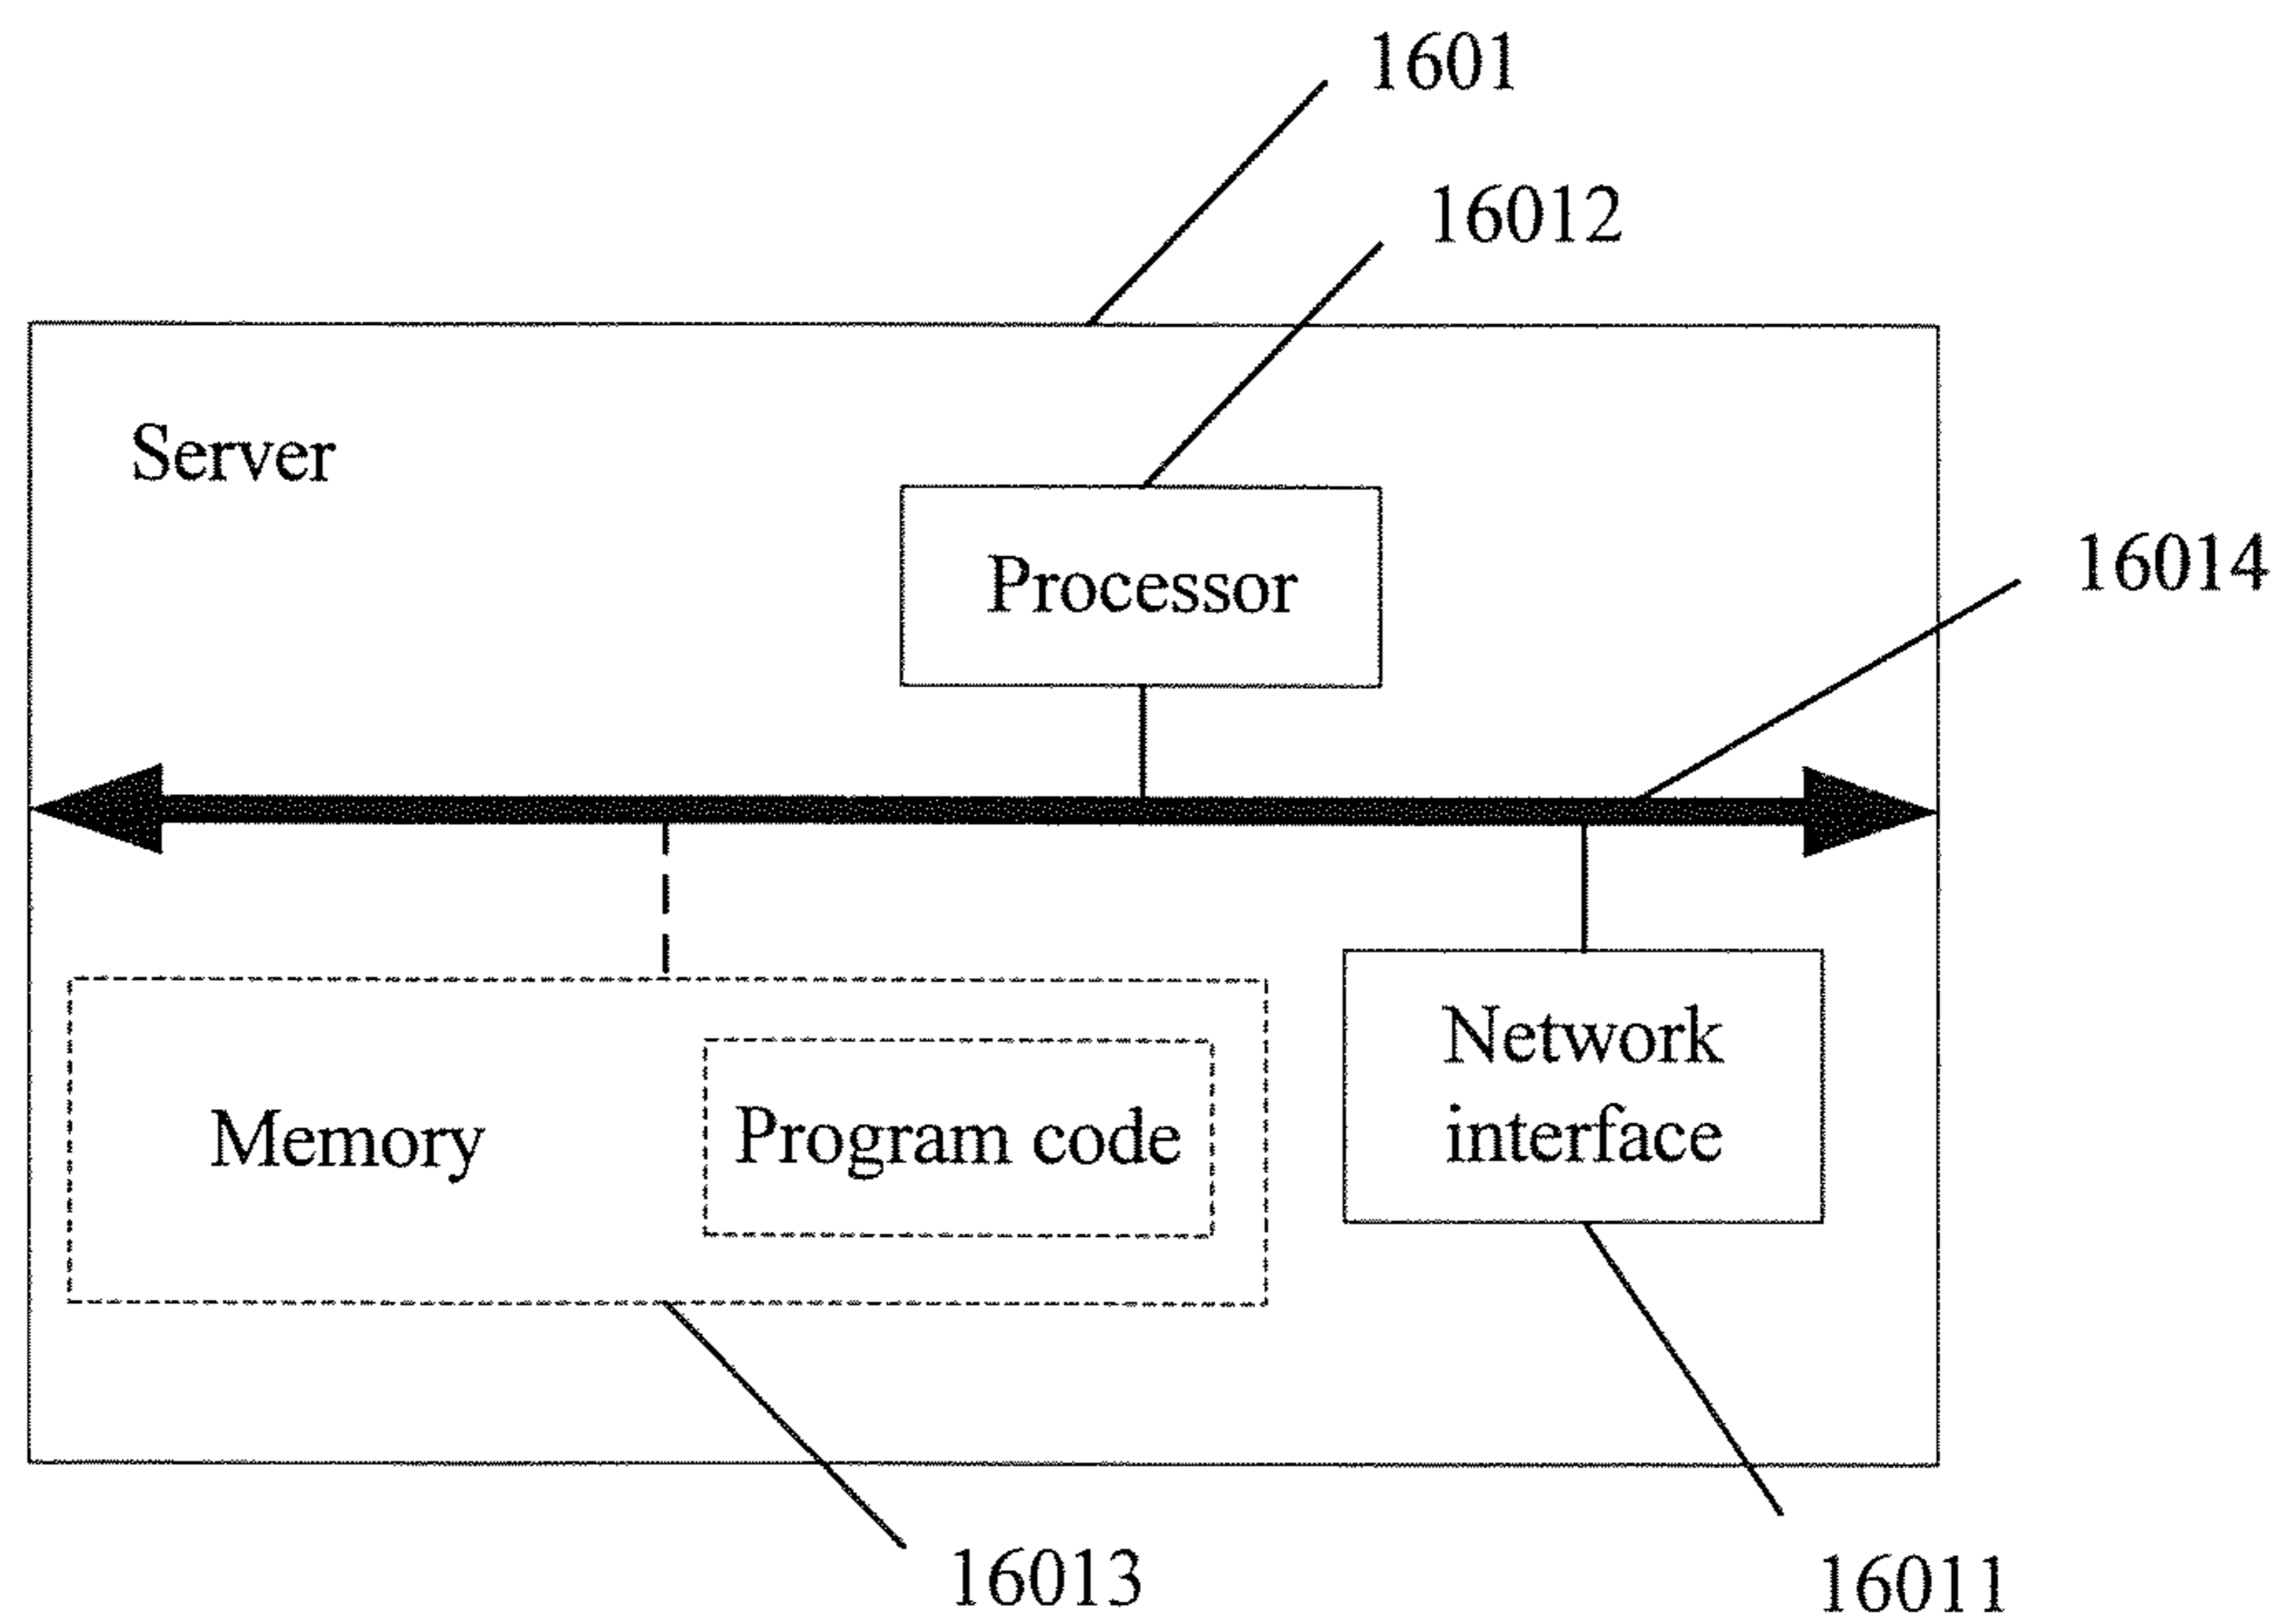 1601
16012
Server
Processor
16014
Network
interface
Memory
Program code
16013
16011